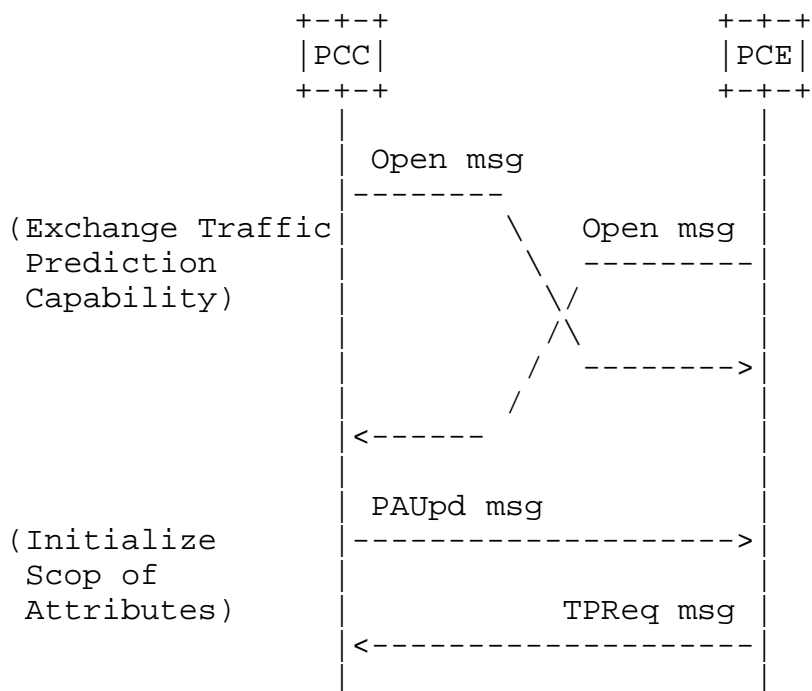 +-+-+ +-+-+
|PCC| |PCE|
+-+-+ +-+-+
Open msg
(Exchange Traffic Open msg
Prediction
Capability)
PAUpd msg
(Initialize
Scop of
Attributes) TPReq msg